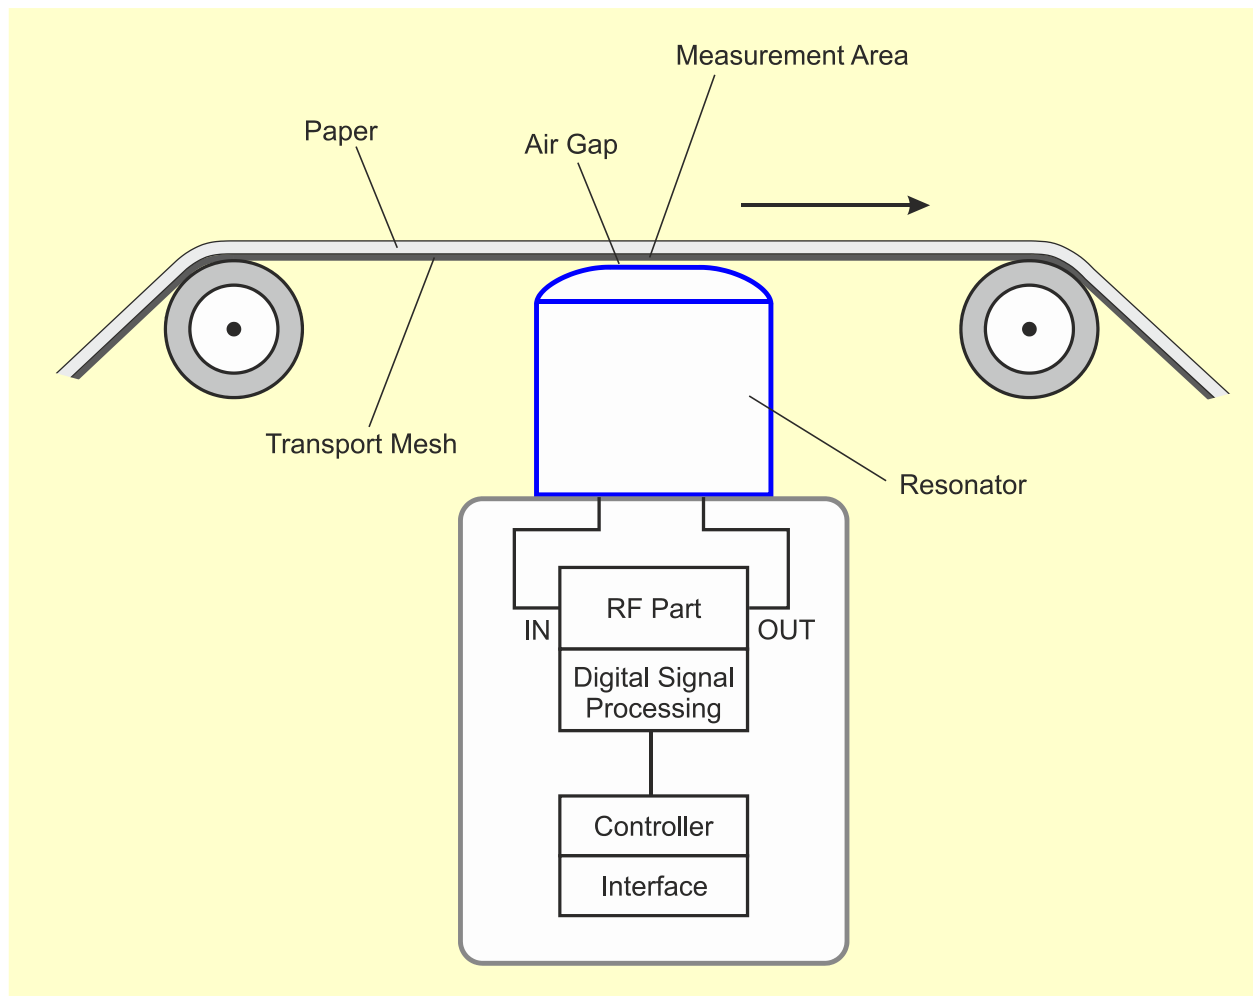 Measurement Area
Paper
Air Gap
Transport Mesh
Resonator
RF Part
IN
OUT
Digital Signal
Processing
Controller
Interface